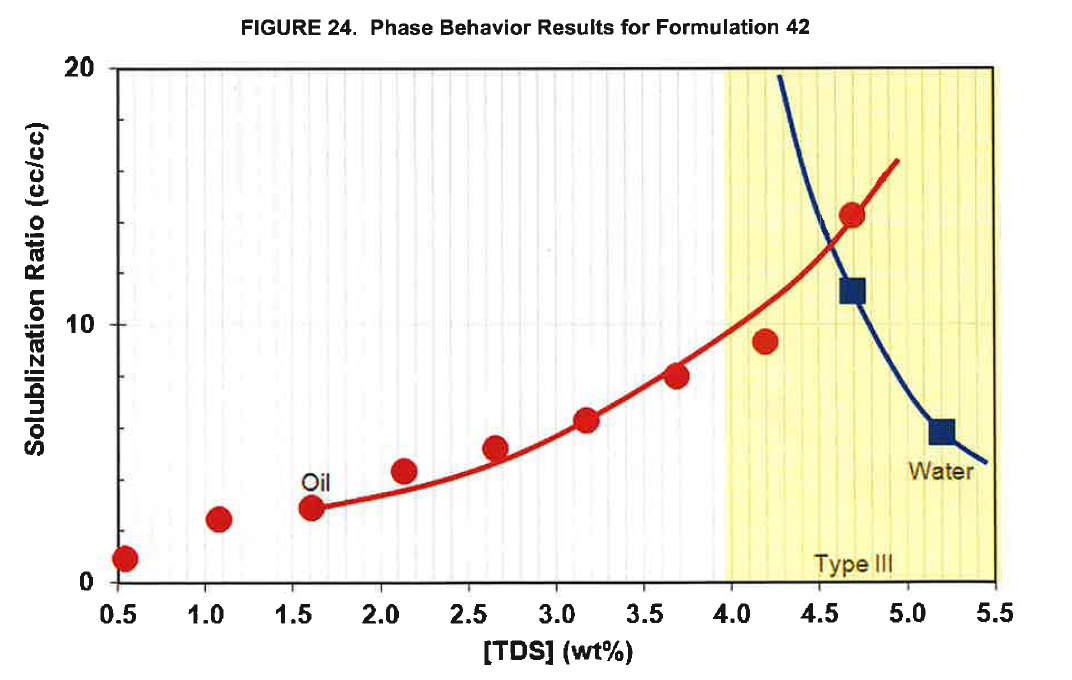 FIGURE 24. Phase Behavior Results for Formulation 42
20
10
0
Solublization Ratio (cc/cc)
Oil
Water
Type III
0.5 1.0 1.5 2.0 2.5 3.0 3.5 4.0 4.5 5.0 5.5
[TDS] (wt%)